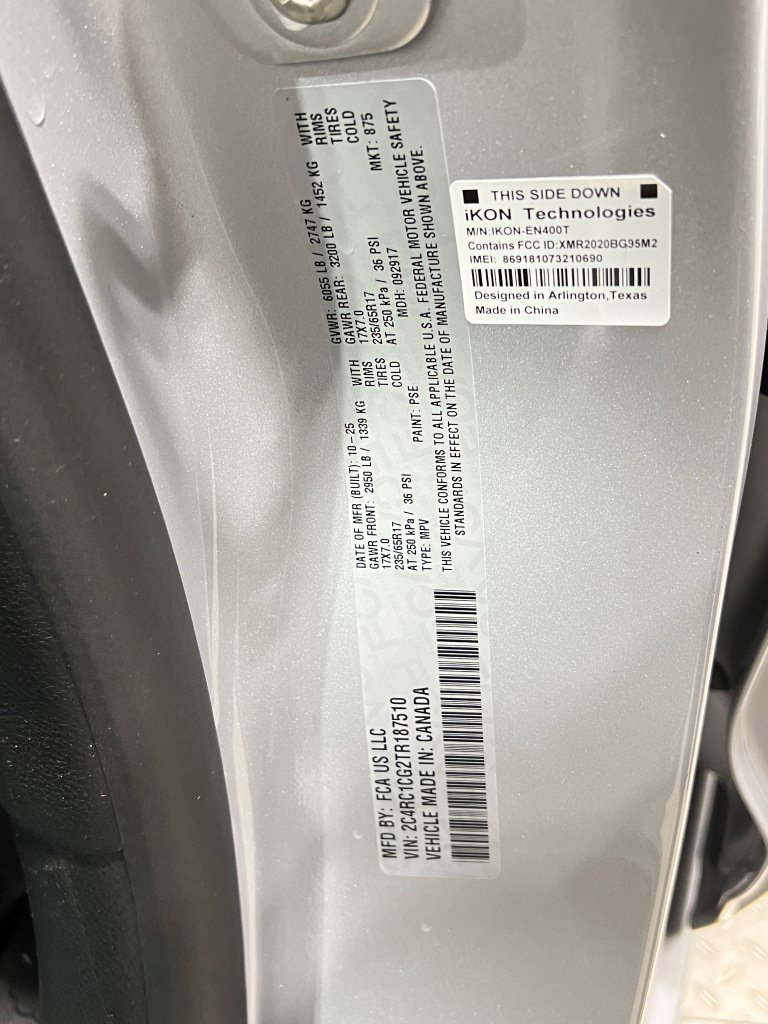 MFD BY: FCA US LLC
VIN: 2C4RC1CG2TR187510
VEHICLE MADE IN: CANADA
DATE OF MFR (BUILT): 10-25 GVWR: 6055 LB / 2747 KG
GAWR FRONT: 2950 LB / 1339 KG WITH GAWR REAR: 3200 LB / 1452 KG WITH
17X7.0 RIMS 17X7.0 RIMS
235/65R17 TIRES 235/65R17 TIRES
AT 250 kPa / 36 PSI COLD AT 250 kPa / 36 PSI COLD
TYPE: MPV PAINT: PSE MDH: 092917 MKT: 875
THIS VEHICLE CONFORMS TO ALL APPLICABLE U.S.A. FEDERAL MOTOR VEHICLE SAFETY
STANDARDS IN EFFECT ON THE DATE OF MANUFACTURE SHOWN ABOVE.
THIS SIDE DOWN
iKON Technologies
M/N:IKON-EN400T
Contains FCC ID:XMR2020BG95M2
IMEI: 869181073210690
Designed in Arlington,Texas
Made in China